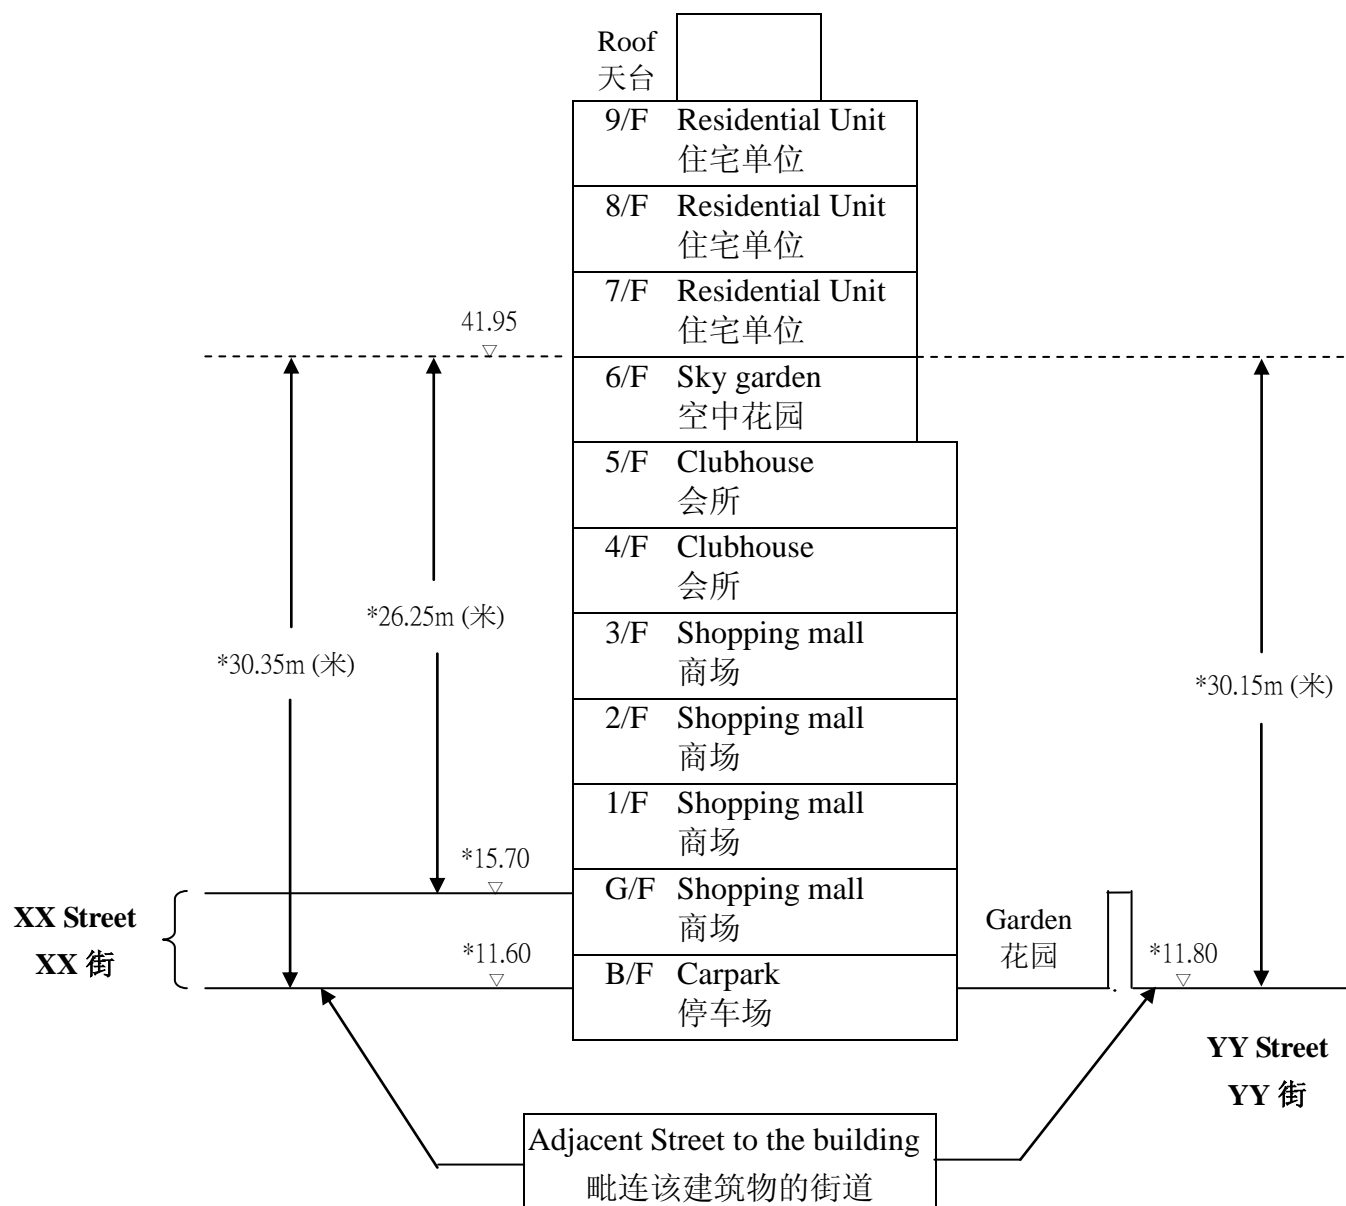 Roof
天台
9/F Residential Unit
住宅单位
8/F Residential Unit
住宅单位
7/F Residential Unit
住宅单位
41.95
6/F Sky garden
空中花园
5/F Clubhouse
会所
4/F Clubhouse
会所
*26.25m (米)
3/F Shopping mall
商场
*30.35m (米)
*30.15m (米)
2/F Shopping mall
商场
1/F Shopping mall
商场
*15.70
G/F Shopping mall
商场
XX Street
XX 街
Garden
花园
*11.60
*11.80
B/F Carpark
停车场
YY Street
YY 街
Adjacent Street to the building
毗连该建筑物的街道